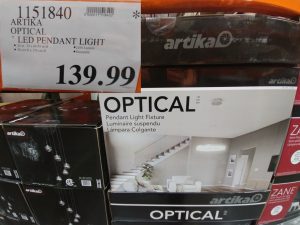 1151840
ARTIKA
OPTICAL
LED PENDANT LIGHT
139.99
artika
artika
OPTICAL
Pendant Light Fixture
Luminaire suspendu
Lampara Colgante
artika
OPTICAL
ZANE
ZANE